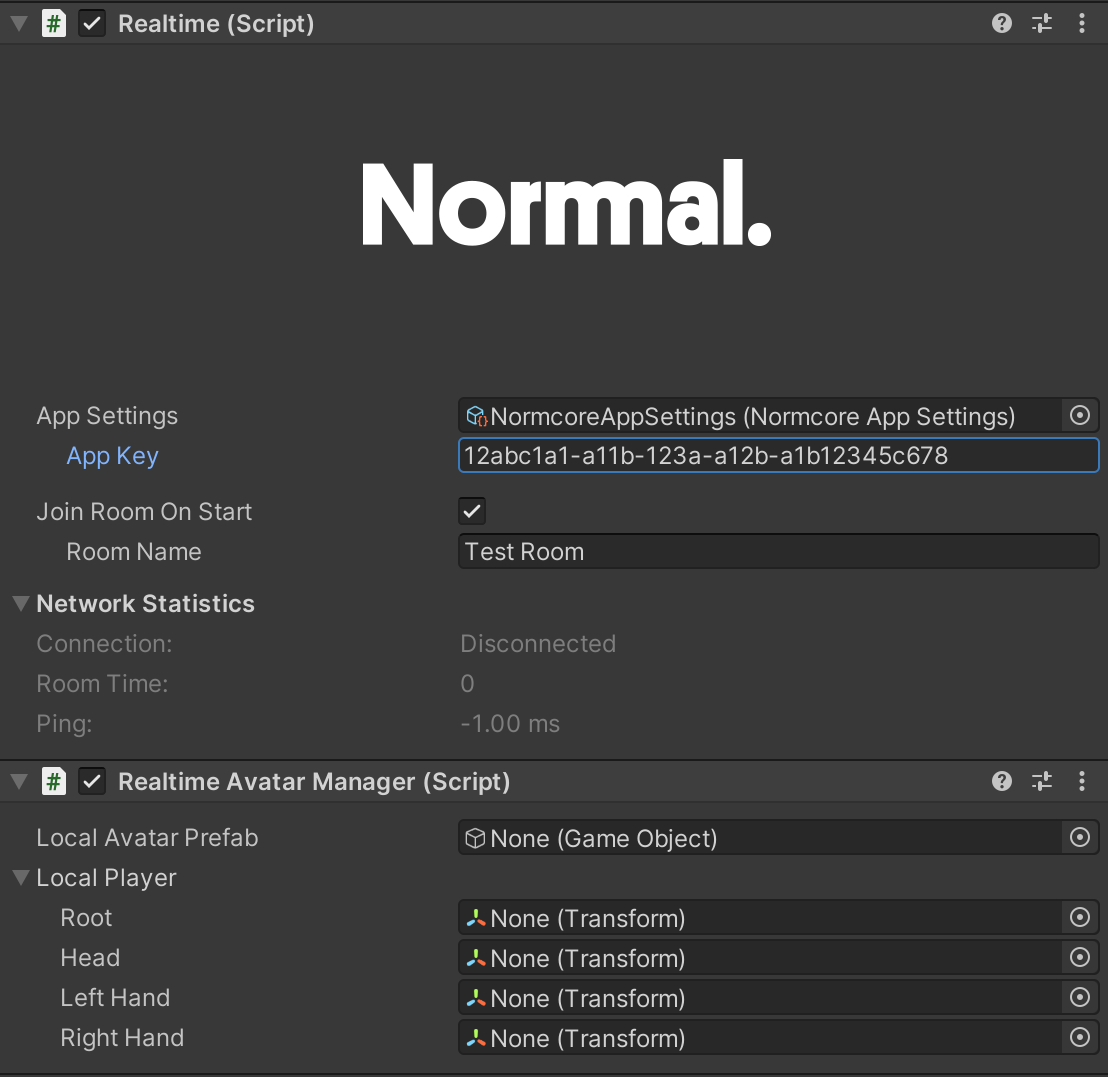 Realtime (Script)
Normal.
App Settings NormcoreAppSettings (Normcore App Settings)
App Key 12abc1a1-a11b-123a-a12b-a1b12345c678
Join Room On Start
Room Name Test Room
Network Statistics
Connection: Disconnected
Room Time: 0
Ping: -1.00 ms
Realtime Avatar Manager (Script)
Local Avatar Prefab None (Game Object)
Local Player
Root None (Transform)
Head None (Transform)
Left Hand None (Transform)
Right Hand None (Transform)